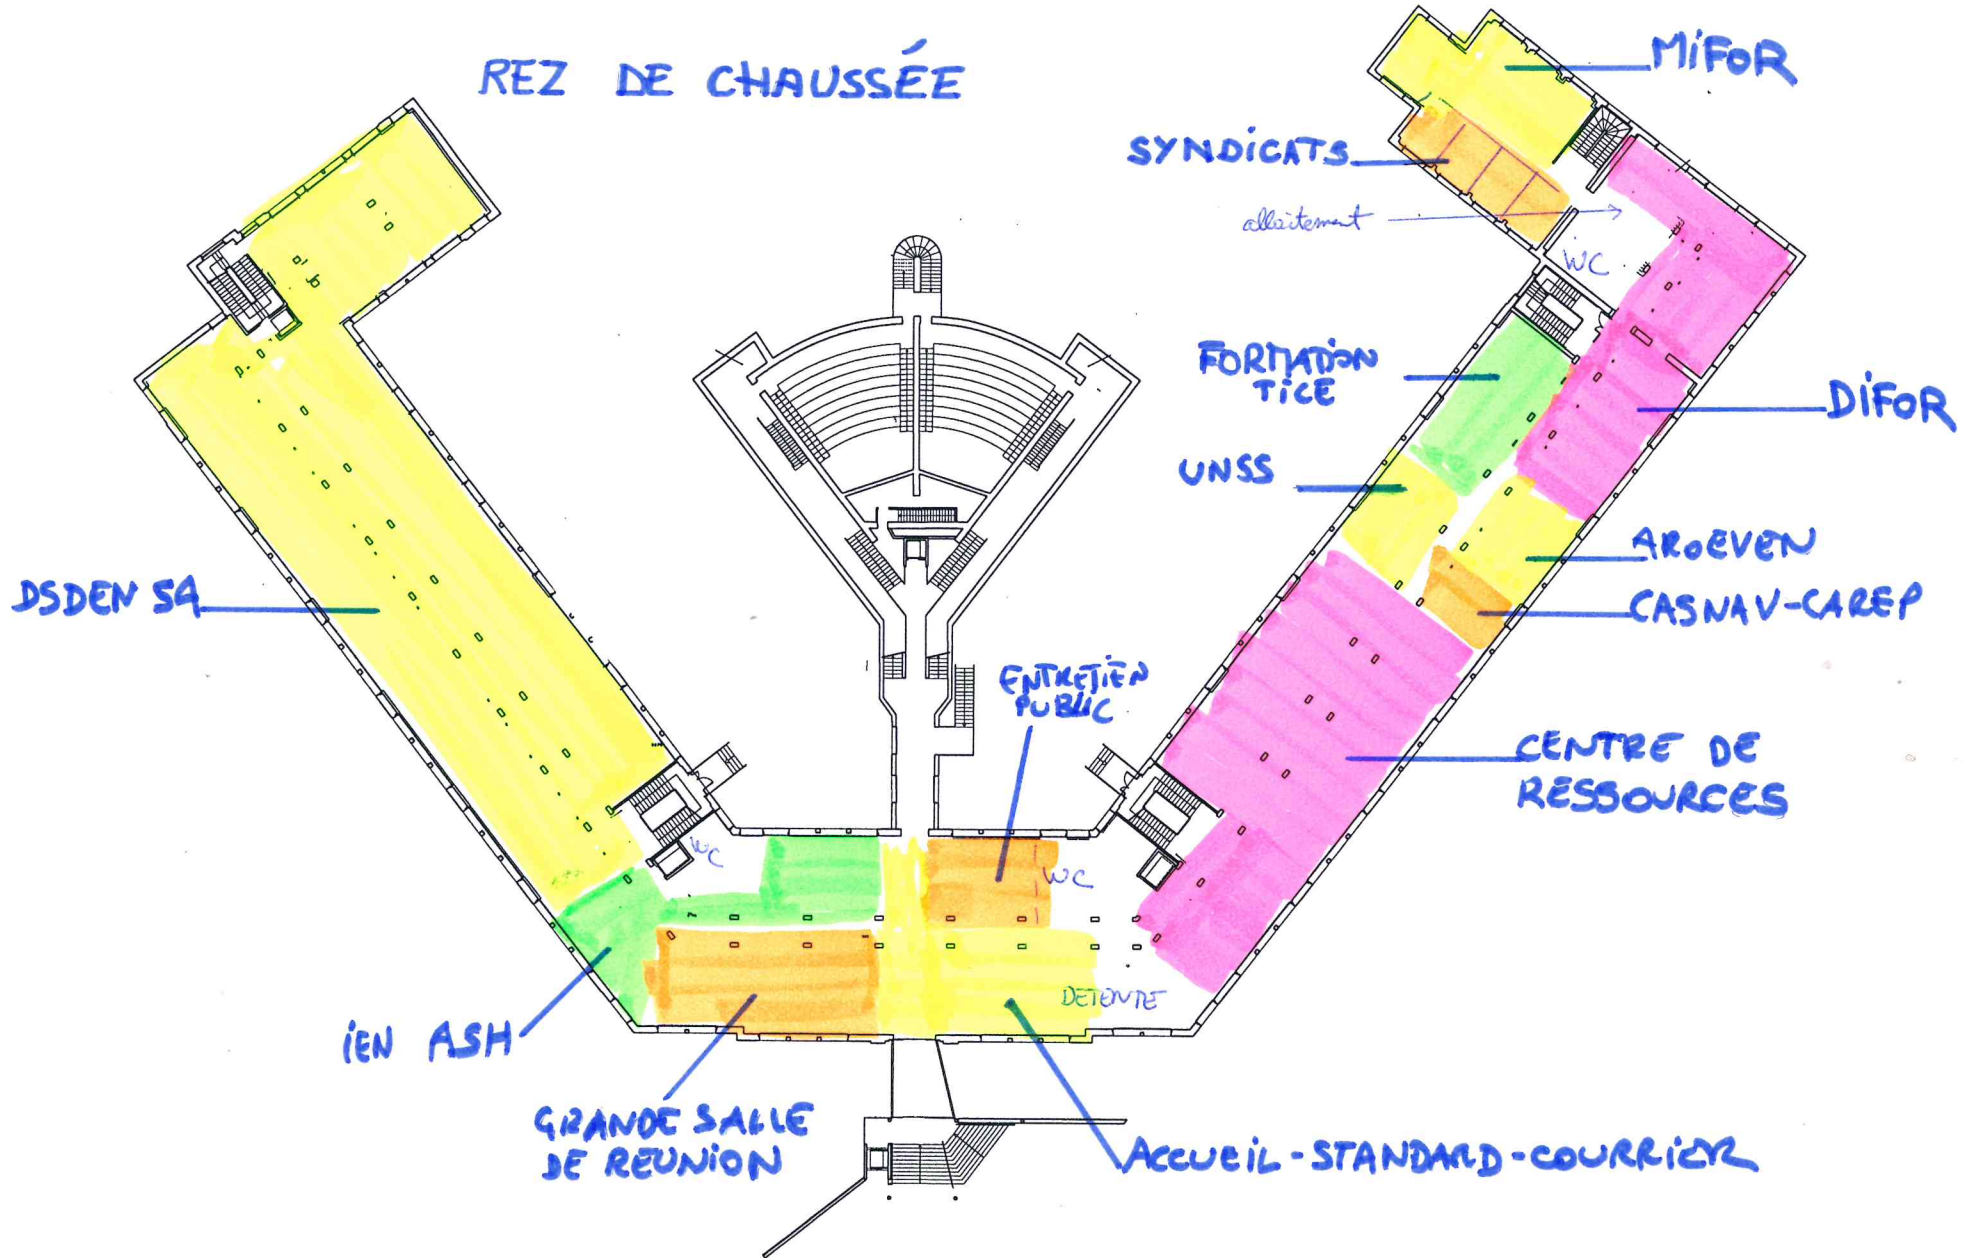 REZ DE CHAUSSÉE
MiFOR
SYNDiCATS
allaitement
WC
FORMATiON
TiCE
DiFOR
UNSS
AROEVEN
CASNAV-CAREP
DSDEN 54
ENTRETiEN
PUBLiC
CENTRE DE
RESSOURCES
WC
WC
DETENTE
iEN ASH
GRANDE SALLE
DE REUNiON
ACCUEiL-STANDARD-COURRiER